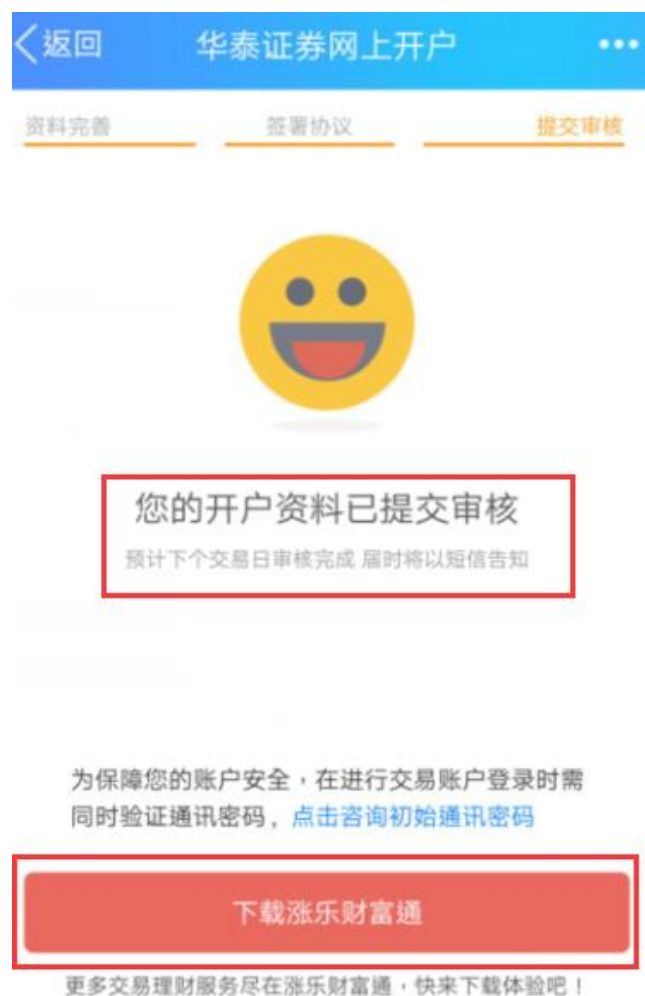 返回 华泰证券网上开户
资料完善 签署协议 提交审核
您的开户资料已提交审核
预计下个交易日审核完成 届时将以短信告知
为保障您的账户安全，在进行交易账户登录时需
同时验证通讯密码，点击咨询初始通讯密码
下载涨乐财富通
更多交易理财服务尽在涨乐财富通，快来下载体验吧！